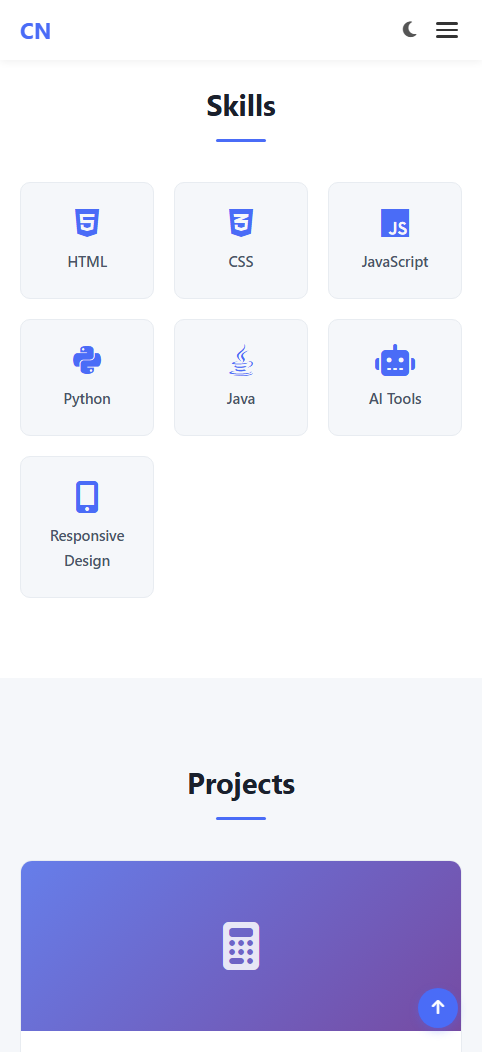 CN
Skills
HTML
CSS
JS
JavaScript
Python
Java
AI Tools
Responsive
Design
Projects